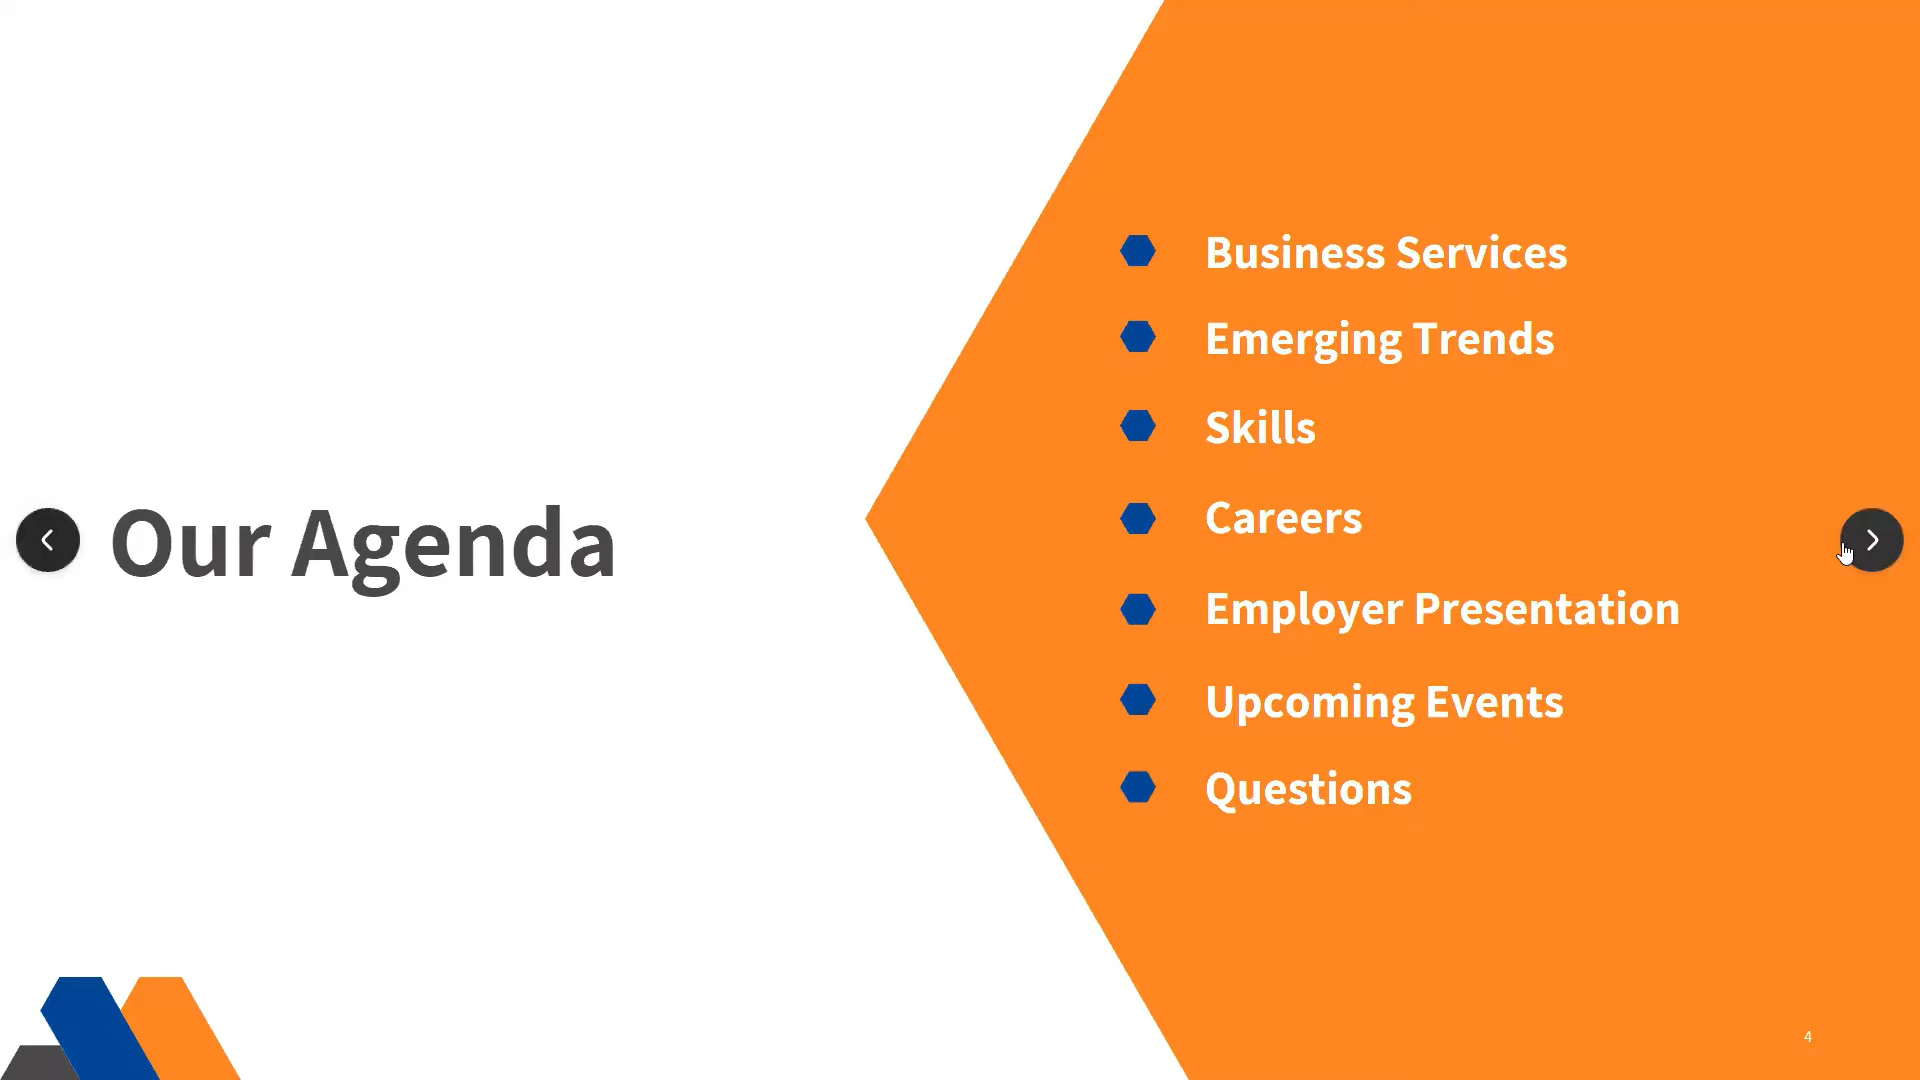 Our Agenda
Business Services
Emerging Trends
Skills
Careers
Employer Presentation
Upcoming Events
Questions
4